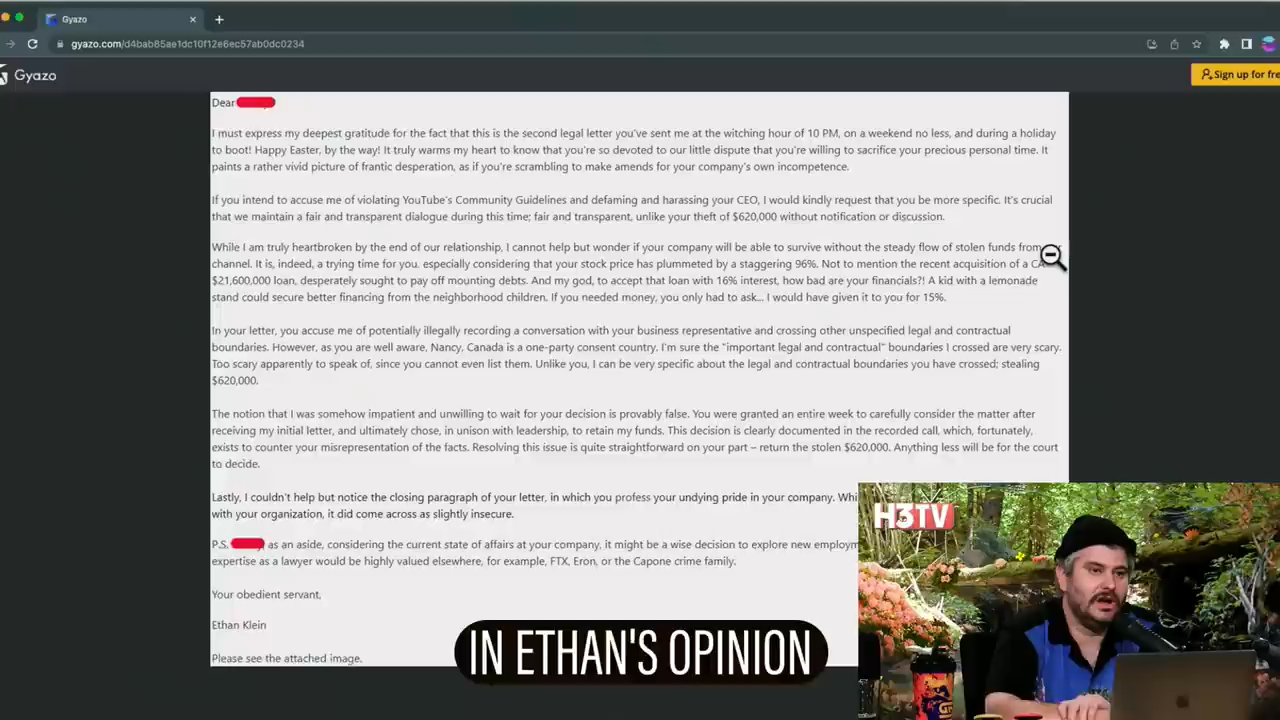 Gyazo
gyazo.com/d4bab85ae1dc10f12e6ec57ab0dc0234
Gyazo
Sign up for fre
Dear
I must express my deepest gratitude for the fact that this is the second legal letter you've sent me at the witching hour of 10 PM, on a weekend no less, and during a holiday
to boot! Happy Easter, by the way! It truly warms my heart to know that you're so devoted to our little dispute that you're willing to sacrifice your precious personal time. It
paints a rather vivid picture of frantic desperation, as if you're scrambling to make amends for your company's own incompetence.
If you intend to accuse me of violating YouTube's Community Guidelines and defaming and harassing your CEO, I would kindly request that you be more specific. It's crucial
that we maintain a fair and transparent dialogue during this time; fair and transparent, unlike your theft of $620,000 without notification or discussion.
While I am truly heartbroken by the end of our relationship, I cannot help but wonder if your company will be able to survive without the steady flow of stolen funds from
channel. It is, indeed, a trying time for you. especially considering that your stock price has plummeted by a staggering 96%. Not to mention the recent acquisition of a
$21,600,000 loan, desperately sought to pay off mounting debts. And my god, to accept that loan with 16% interest, how bad are your financials?! A kid with a lemonade
stand could secure better financing from the neighborhood children. If you needed money, you only had to ask... I would have given it to you for 15%.
In your letter, you accuse me of potentially illegally recording a conversation with your business representative and crossing other unspecified legal and contractual
boundaries. However, as you are well aware, Nancy, Canada is a one-party consent country. I'm sure the "important legal and contractual" boundaries I crossed are very scary.
Too scary apparently to speak of, since you cannot even list them. Unlike you, I can be very specific about the legal and contractual boundaries you have crossed; stealing
$620,000.
The notion that I was somehow impatient and unwilling to wait for your decision is provably false. You were granted an entire week to carefully consider the matter after
receiving my initial letter, and ultimately chose, in unison with leadership, to retain my funds. This decision is clearly documented in the recorded call, which, fortunately,
exists to counter your misrepresentation of the facts. Resolving this issue is quite straightforward on your part – return the stolen $620,000. Anything less will be for the court
to decide.
Lastly, I couldn't help but notice the closing paragraph of your letter, in which you profess your undying pride in your company. Whi
with your organization, it did come across as slightly insecure.
P.S. as an aside, considering the current state of affairs at your company, it might be a wise decision to explore new employm
expertise as a lawyer would be highly valued elsewhere, for example, FTX, Eron, or the Capone crime family.
Your obedient servant,
Ethan Klein
Please see the attached image.
H3TV
IN ETHAN'S OPINION